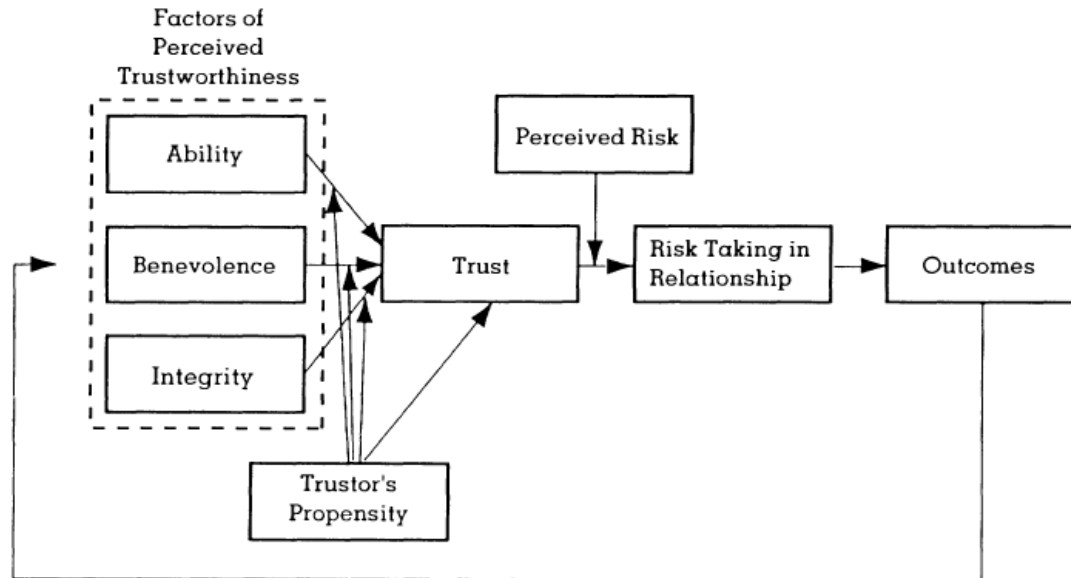 Factors of
Perceived
Trustworthiness
Ability
Benevolence
Integrity
Trustor's
Propensity
Trust
Perceived Risk
Risk Taking in
Relationship
Outcomes